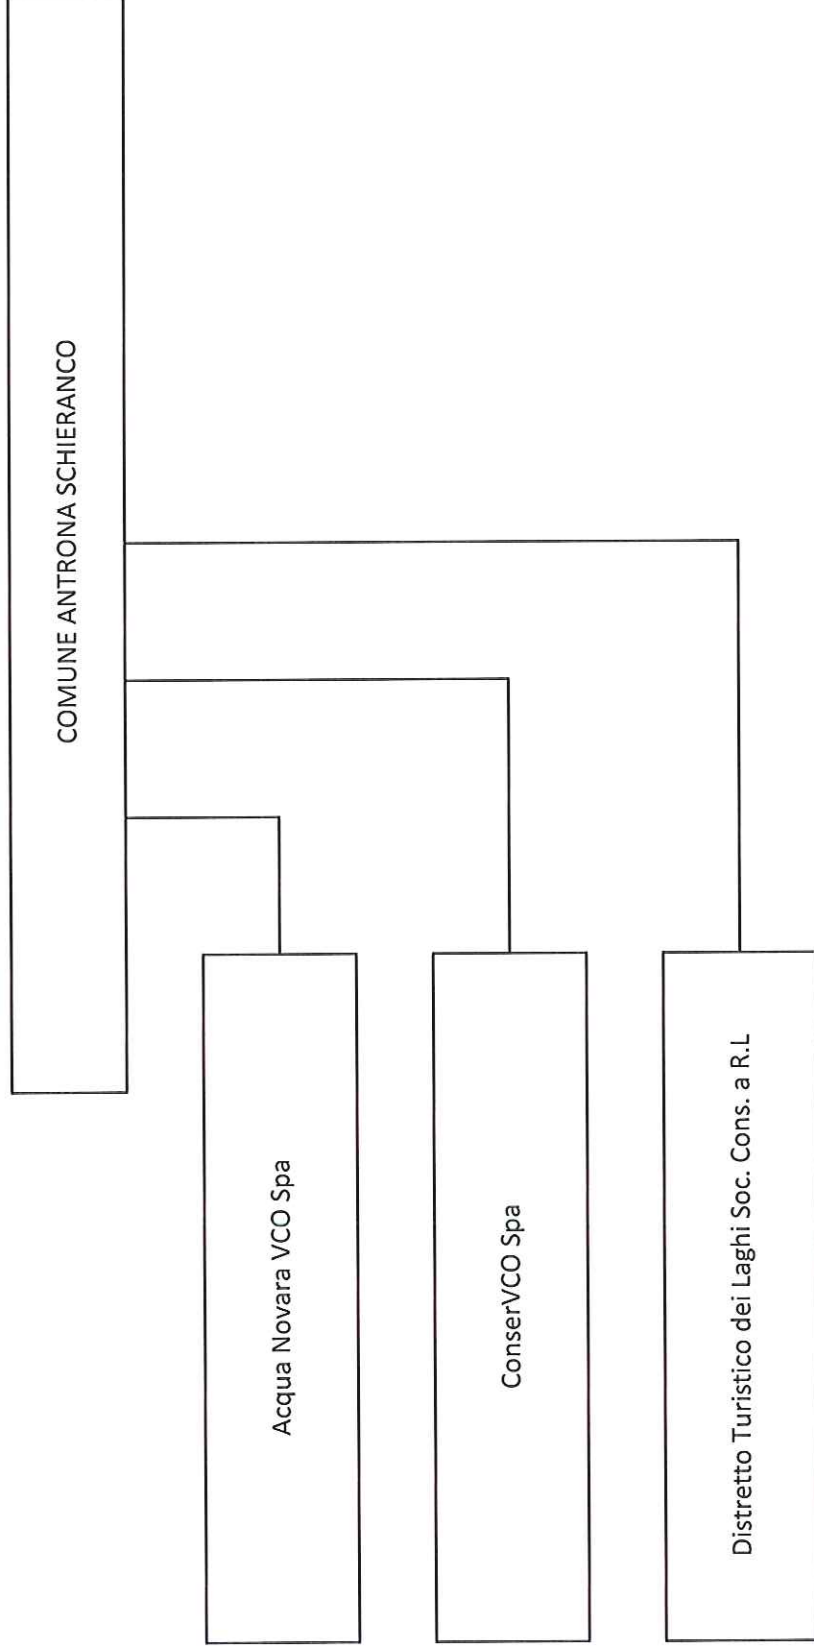 COMUNE ANTRONA SCHIERANCO
Acqua Novara VCO Spa
ConserVCO Spa
Distretto Turistico dei Laghi Soc. Cons. a R.L